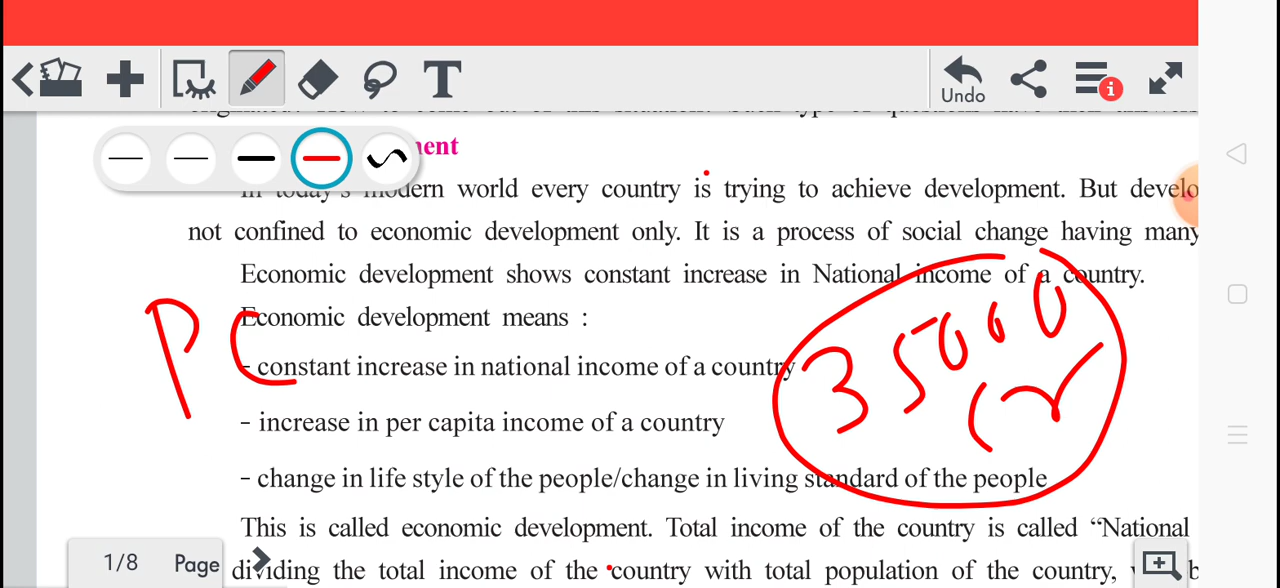 Undo
ment
In today's modern world every country is trying to achieve development. But develo
not confined to economic development only. It is a process of social change having many
Economic development shows constant increase in National income of a country.
Economic development means :
P C
35000
cr
- constant increase in national income of a country
- increase in per capita income of a country
- change in life style of the people/change in living standard of the people
This is called economic development. Total income of the country is called “National
1/8 Page
dividing the total income of the country with total population of the country,